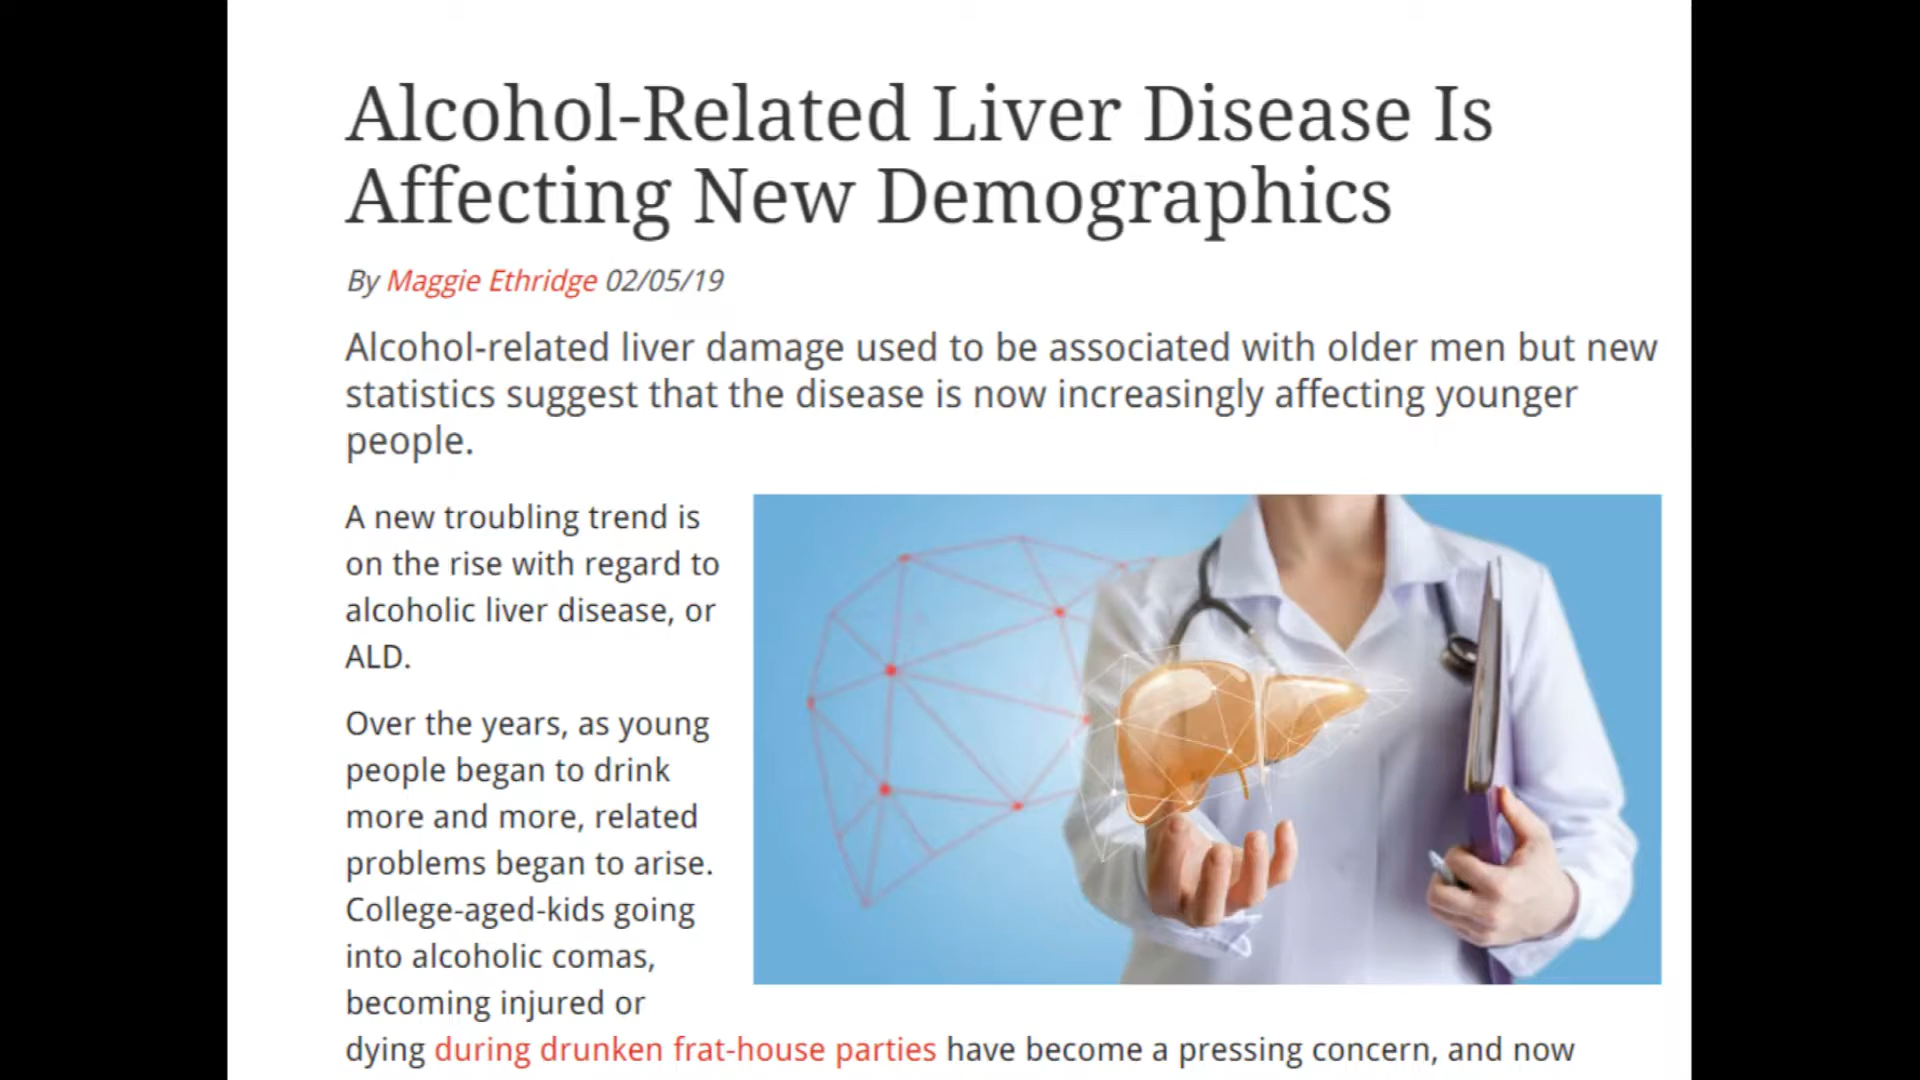 Alcohol-Related Liver Disease Is
Affecting New Demographics
By Maggie Ethridge 02/05/19
Alcohol-related liver damage used to be associated with older men but new
statistics suggest that the disease is now increasingly affecting younger
people.
A new troubling trend is
on the rise with regard to
alcoholic liver disease, or
ALD.
Over the years, as young
people began to drink
more and more, related
problems began to arise.
College-aged-kids going
into alcoholic comas,
becoming injured or
dying during drunken frat-house parties have become a pressing concern, and now